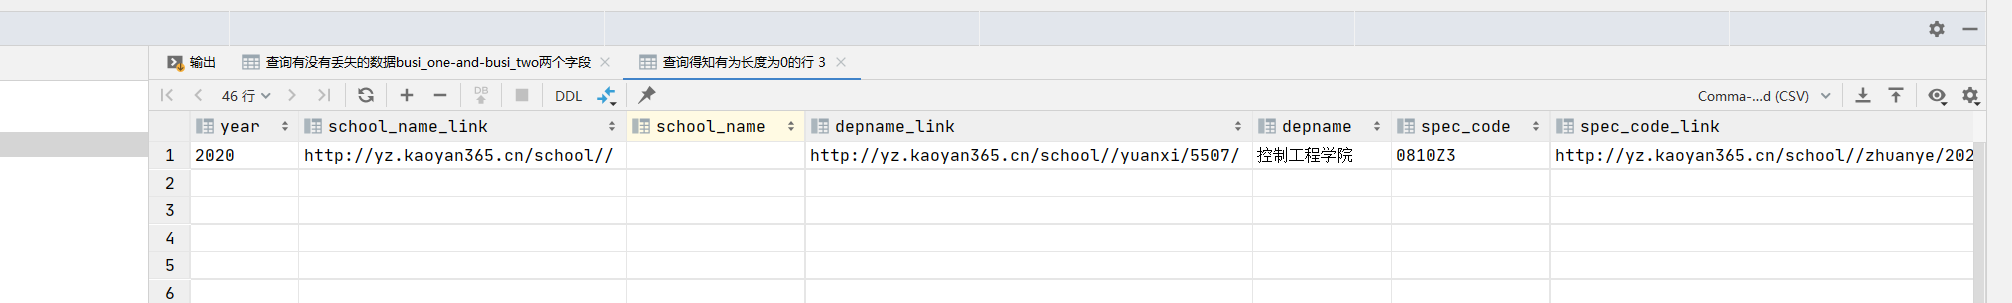 输出 查询有没有丢失的数据busi_one-and-busi_two两个字段 查询得知有为长度为0的行 3
46 行 DB DDL Comma-...d (CSV)
year school_name_link school_name depname_link depname spec_code spec_code_link
1 2020 http://yz.kaoyan365.cn/school// http://yz.kaoyan365.cn/school//yuanxi/5507/ 控制工程学院 0810Z3 http://yz.kaoyan365.cn/school//zhuanye/202
2
3
4
5
6